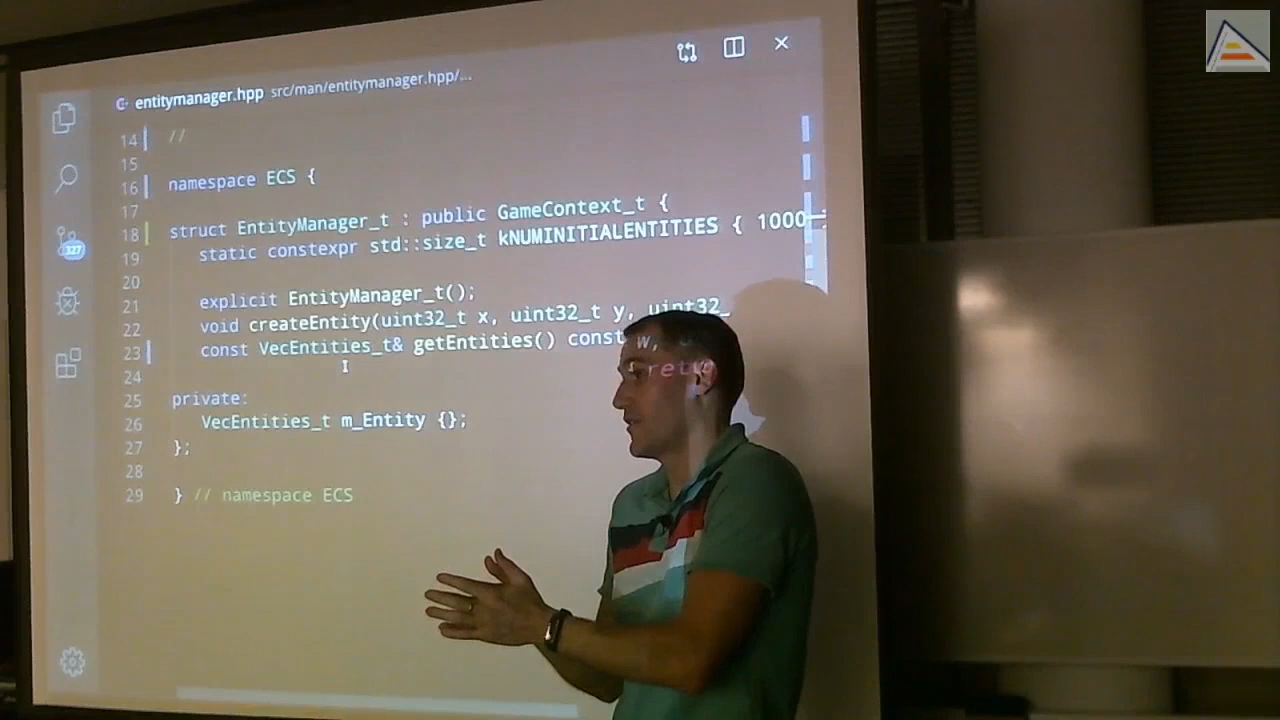 entitymanager.hpp src/man/entitymanager.hpp/...
14 //
15
16 namespace ECS {
17
18 struct EntityManager_t : public GameContext_t {
19 static constexpr std::size_t kNUMINITIALENTITIES { 1000
20
21 explicit EntityManager_t();
22 void createEntity(uint32_t x, uint32_t y, uint32_
23 const VecEntities_t& getEntities() const
24
25 private:
26 VecEntities_t m_Entity {};
27 };
28
29 } // namespace ECS
w,
retu
327